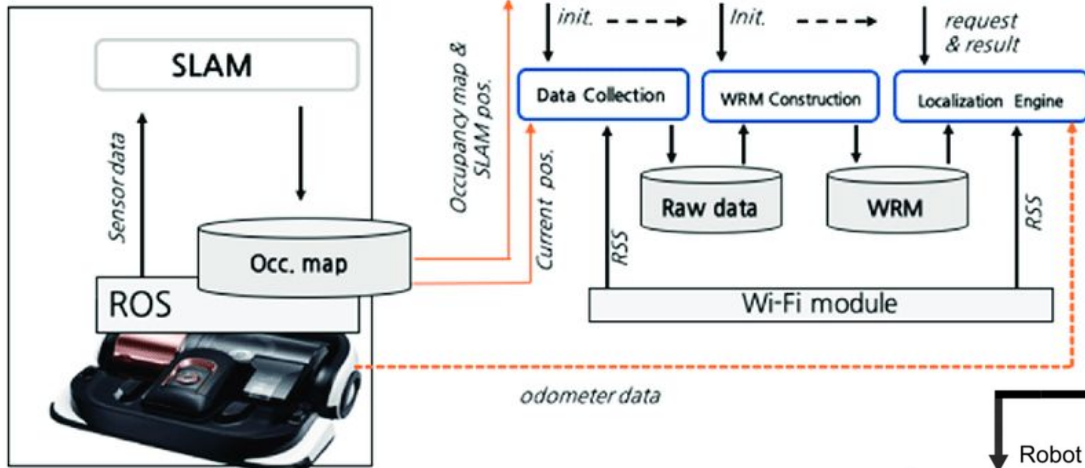 SLAM
Sensor data
Occ. map
ROS
Occupancy map &
SLAM pos.
Current pos.
init.
Init.
request
& result
Data Collection
WRM Construction
Localization Engine
Raw data
WRM
RSS
RSS
Wi-Fi module
odometer data
Robot